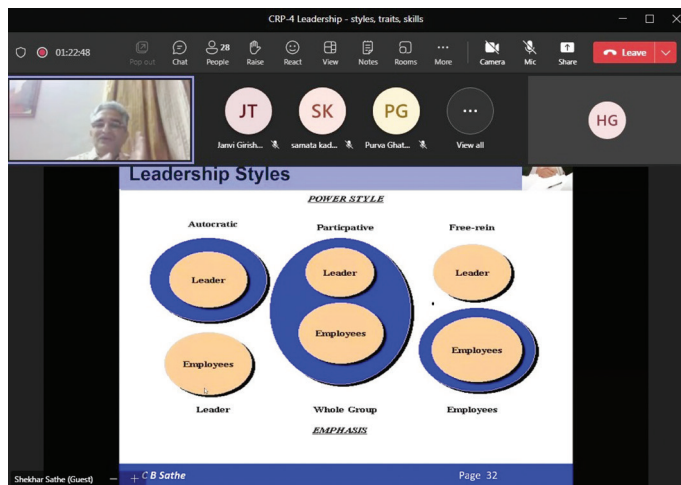 CRP-4 Leadership - styles, traits, skills
01:22:48
28
Pop out
Chat
People
Raise
React
View
Notes
Rooms
More
Camera
Mic
Share
Leave
JT
SK
PG
HG
Janvi Girish...
samata kad...
Purva Ghat...
View all
Leadership Styles
POWER STYLE
Autocratic
Particpative
Free-rein
Leader
Leader
Leader
Employees
Employees
Employees
Leader
Whole Group
Employees
EMPHASIS
Shekhar Sathe (Guest)
C B Sathe
Page 32